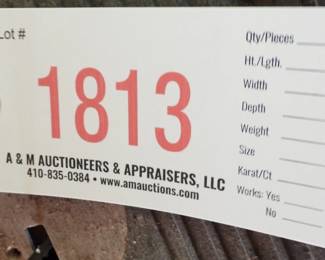 Lot #
1813
A & M AUCTIONEERS & APPRAISERS, LLC
410-835-0384 • www.amauctions.com
Qty/Pieces
Ht./Lgth.
Width
Depth
Weight
Size
Karat/Ct
Works: Yes
No